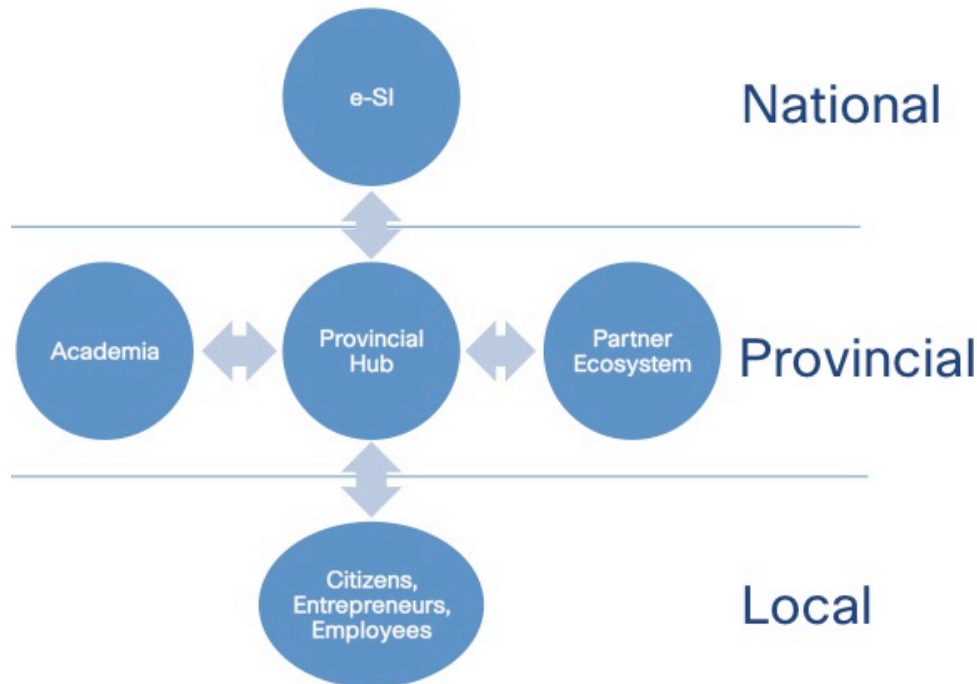 e-SI
National
Academia
Provincial
Hub
Partner
Ecosystem
Provincial
Citizens,
Entrepreneurs,
Employees
Local